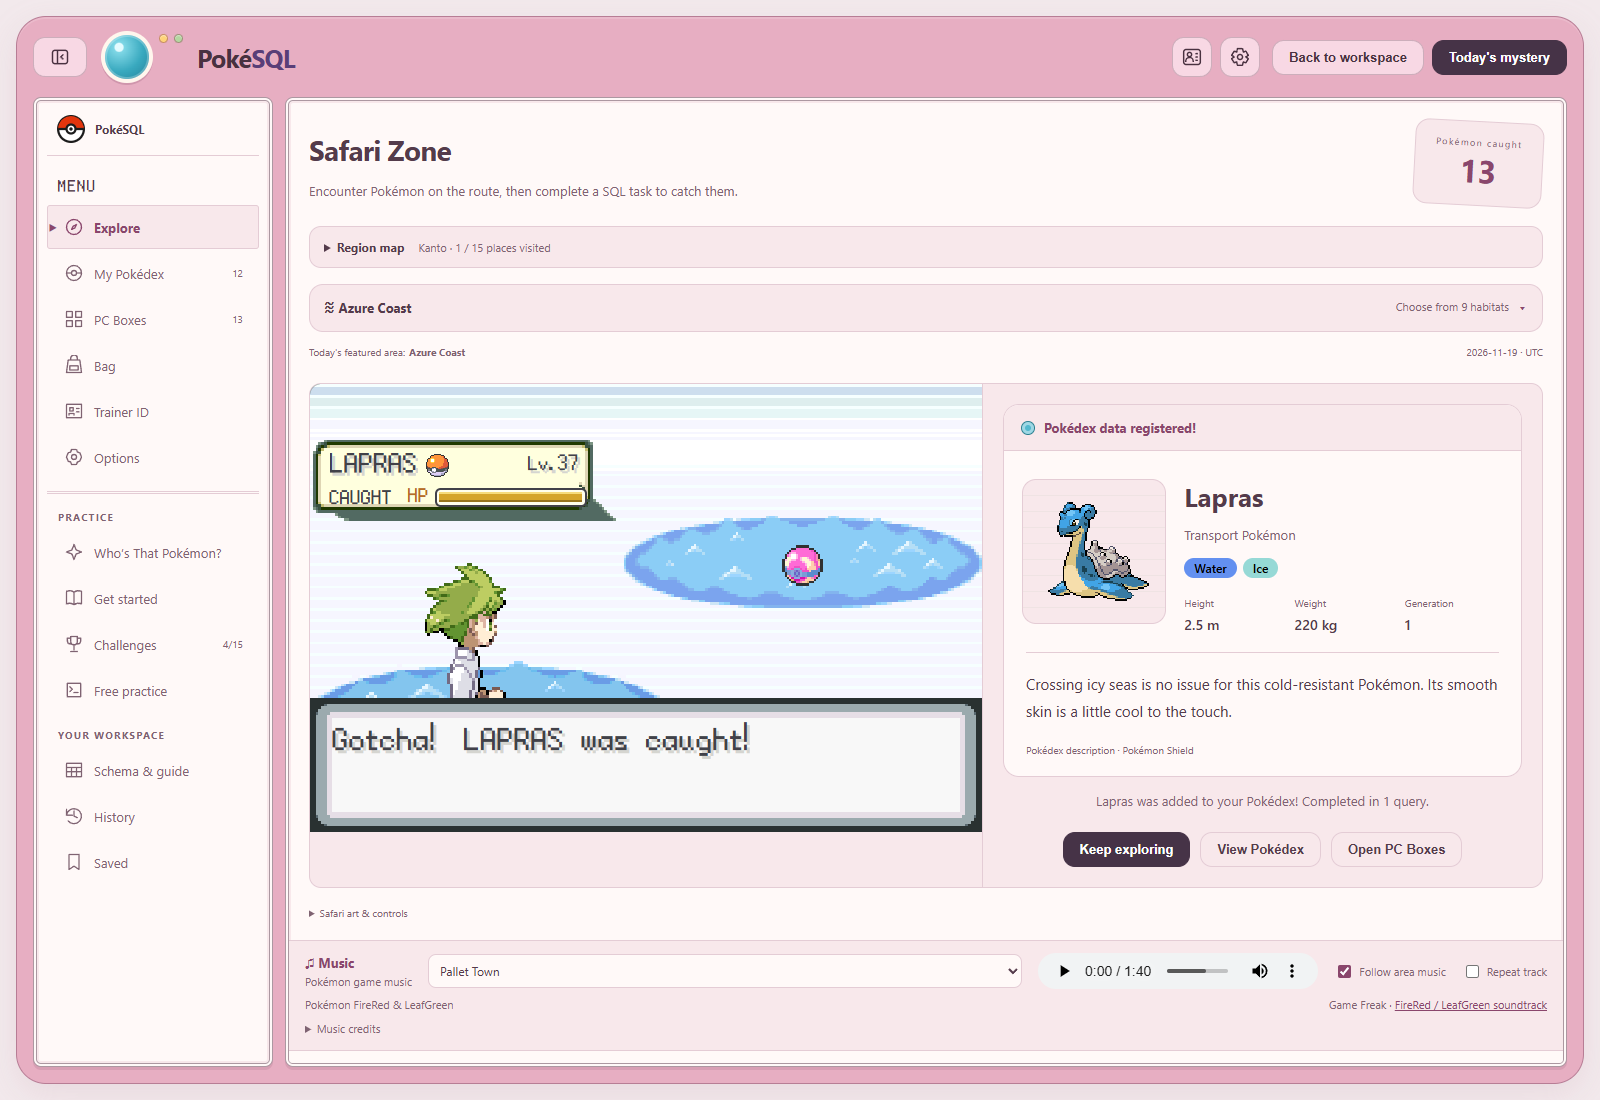 PokéSQL
Back to workspace
Today's mystery
PokéSQL
MENU
Explore
My Pokédex 12
PC Boxes 13
Bag
Trainer ID
Options
PRACTICE
Who's That Pokémon?
Get started
Challenges 4/15
Free practice
YOUR WORKSPACE
Schema & guide
History
Saved
Safari Zone
Encounter Pokémon on the route, then complete a SQL task to catch them.
Pokémon caught
13
Region map Kanto · 1 / 15 places visited
Azure Coast Choose from 9 habitats
Today's featured area: Azure Coast 2026-11-19 · UTC
LAPRAS Lv.37
CAUGHT HP
Gotcha! LAPRAS was caught!
Pokédex data registered!
Lapras
Transport Pokémon
Water Ice
Height Weight Generation
2.5 m 220 kg 1
Crossing icy seas is no issue for this cold-resistant Pokémon. Its smooth
skin is a little cool to the touch.
Pokédex description · Pokémon Shield
Lapras was added to your Pokédex! Completed in 1 query.
Keep exploring View Pokédex Open PC Boxes
Safari art & controls
♫ Music
Pokémon game music
Pallet Town
0:00 / 1:40
Follow area music Repeat track
Pokémon FireRed & LeafGreen
Game Freak · FireRed / LeafGreen soundtrack
Music credits